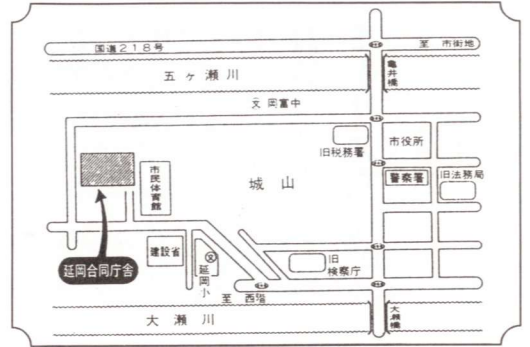 国道218号
至 市街地
亀井橋
五ヶ瀬川
文 岡富中
旧税務署
市役所
市民体育館
城山
警察署
旧法務局
延岡合同庁舎
建設省
文
延岡小
旧検察庁
至 西階
大瀬川
大瀬橋